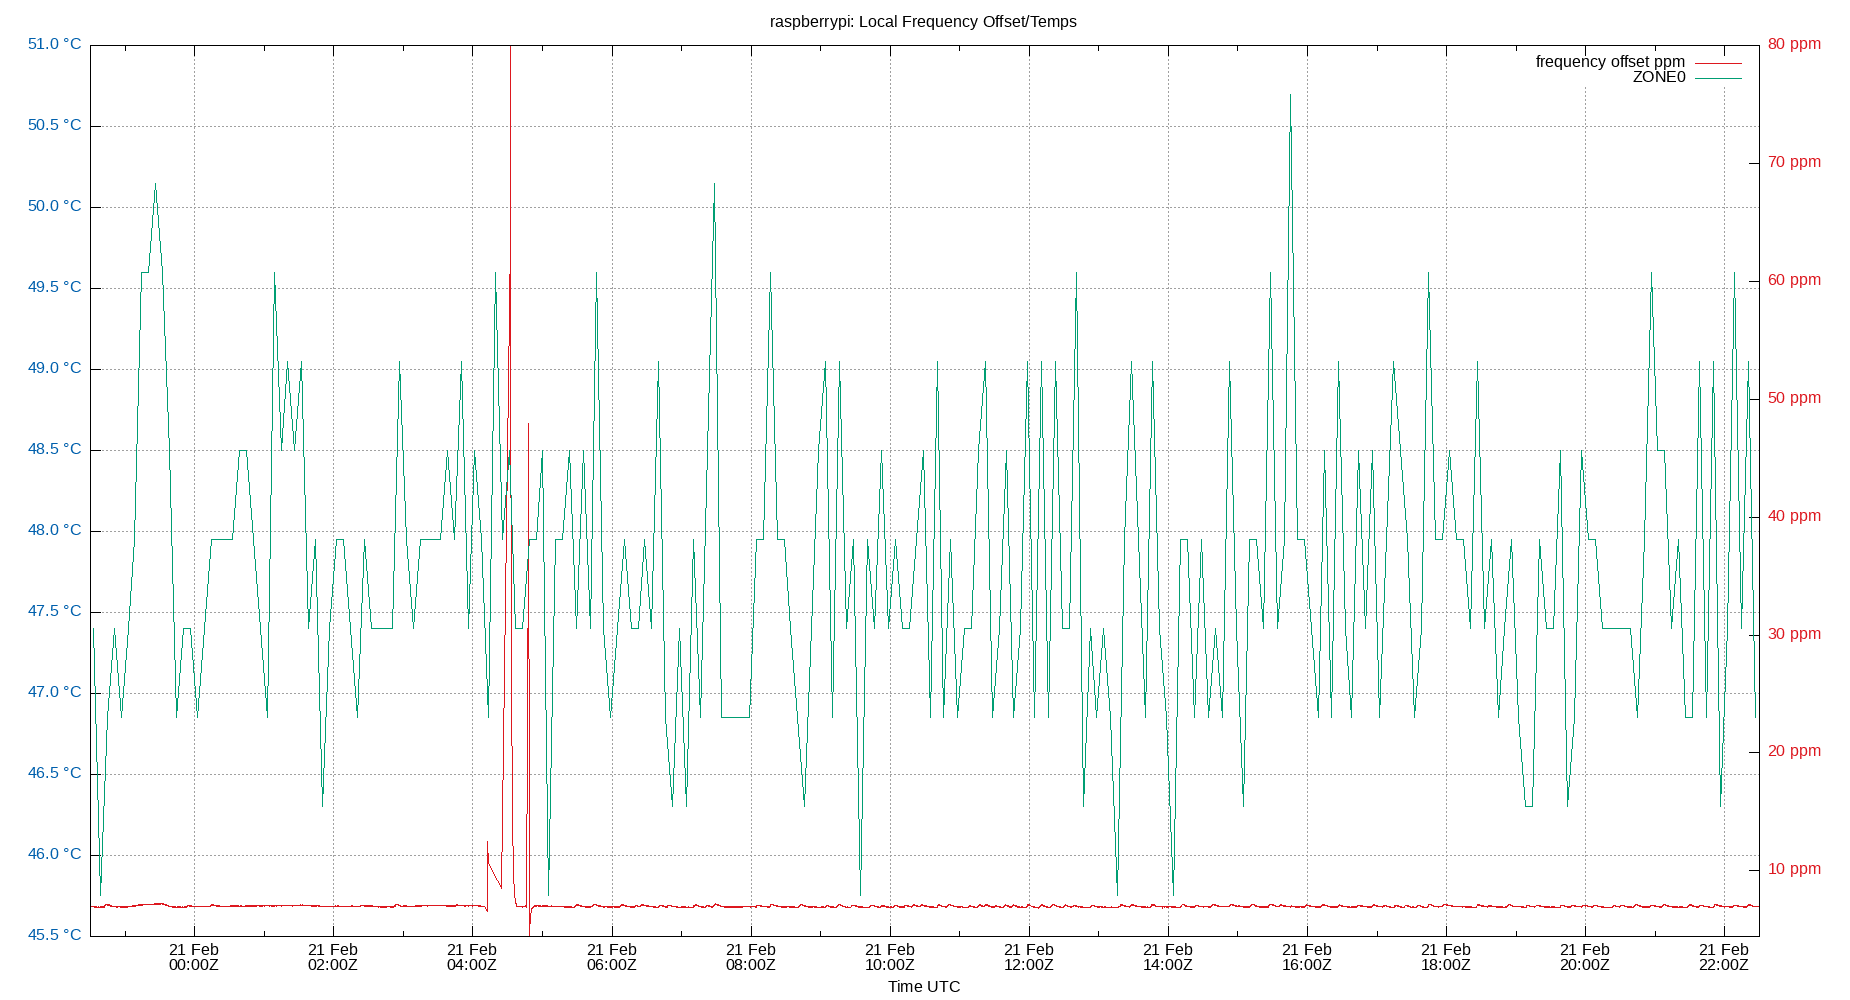 raspberrypi: Local Frequency Offset/Temps
51.0 °C
50.5 °C
50.0 °C
49.5 °C
49.0 °C
48.5 °C
48.0 °C
47.5 °C
47.0 °C
46.5 °C
46.0 °C
45.5 °C
80 ppm
70 ppm
60 ppm
50 ppm
40 ppm
30 ppm
20 ppm
10 ppm
frequency offset ppm
ZONE0
21 Feb 21 Feb 21 Feb 21 Feb 21 Feb 21 Feb 21 Feb 21 Feb 21 Feb 21 Feb 21 Feb 21 Feb
00:00Z 02:00Z 04:00Z 06:00Z 08:00Z 10:00Z 12:00Z 14:00Z 16:00Z 18:00Z 20:00Z 22:00Z
Time UTC